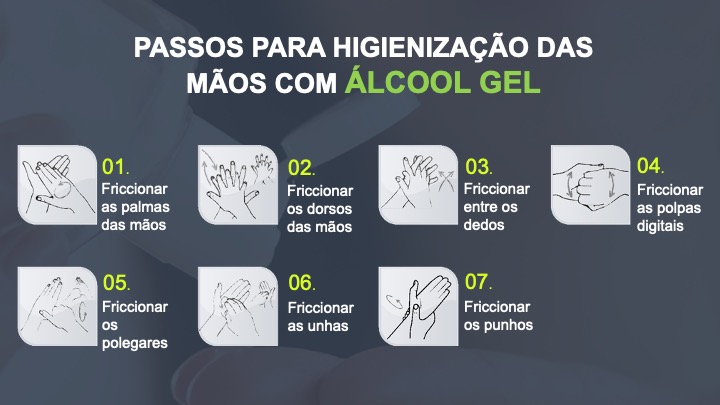 PASSOS PARA HIGIENIZAÇÃO DAS
MÃOS COM ÁLCOOL GEL
01.
Friccionar
as palmas
das mãos
02.
Friccionar
os dorsos
das mãos
03.
Friccionar
entre os
dedos
04.
Friccionar
as polpas
digitais
05.
Friccionar
os
polegares
06.
Friccionar
as unhas
07.
Friccionar
os punhos